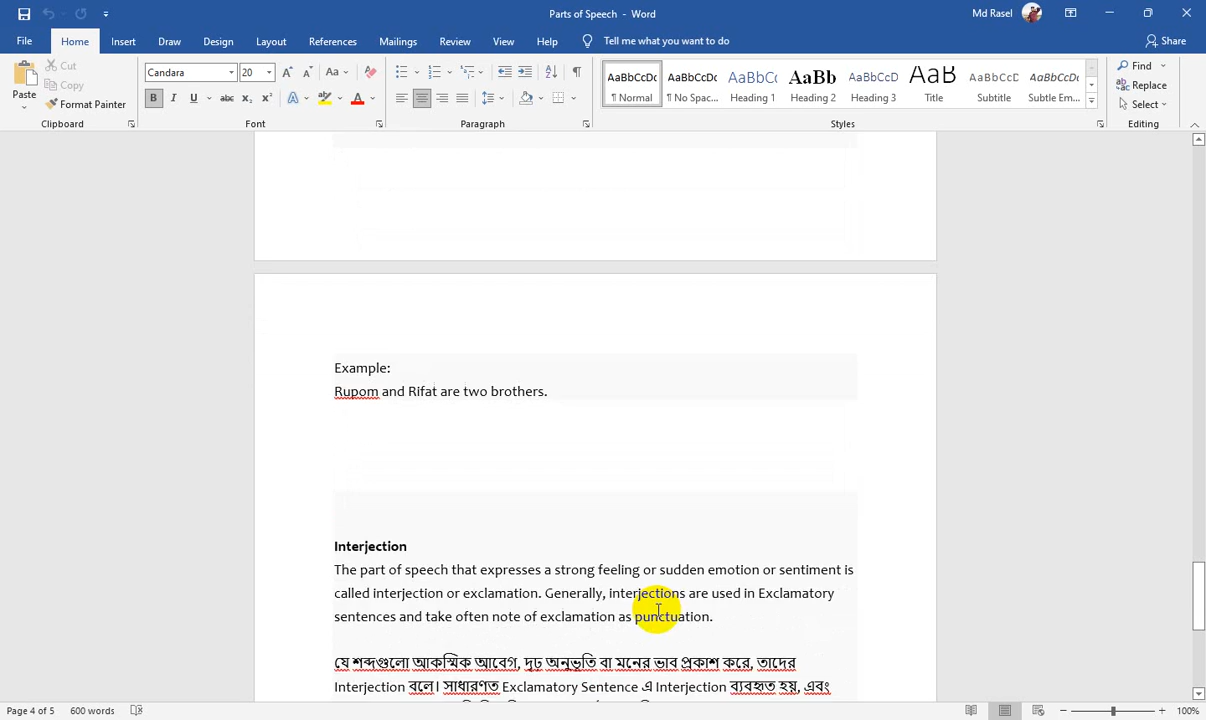 Parts of Speech - Word
Md Rasel
File Home Insert Draw Design Layout References Mailings Review View Help Tell me what you want to do Share
Paste
Cut
Copy
Format Painter
Clipboard
Candara 20
Aa
B I U abc x₂ x² A A
Font
Paragraph
AaBbCcDc AaBbCcDc AaBbCc AaBb AaBbCcD AaB AaBbCcD AaBbCcDc
¶ Normal ¶ No Spac... Heading 1 Heading 2 Heading 3 Title Subtitle Subtle Em...
Styles
Find
Replace
Select
Editing
Example:
Rupom and Rifat are two brothers.
Interjection
The part of speech that expresses a strong feeling or sudden emotion or sentiment is
called interjection or exclamation. Generally, interjections are used in Exclamatory
sentences and take often note of exclamation as punctuation.
যে শব্দগুলো আকস্মিক আবেগ, দৃঢ় অনুভূতি বা মনের ভাব প্রকাশ করে, তাদের
Interjection বলে। সাধারণত Exclamatory Sentence এ Interjection ব্যবহৃত হয়, এবং
Page 4 of 5 600 words 100%